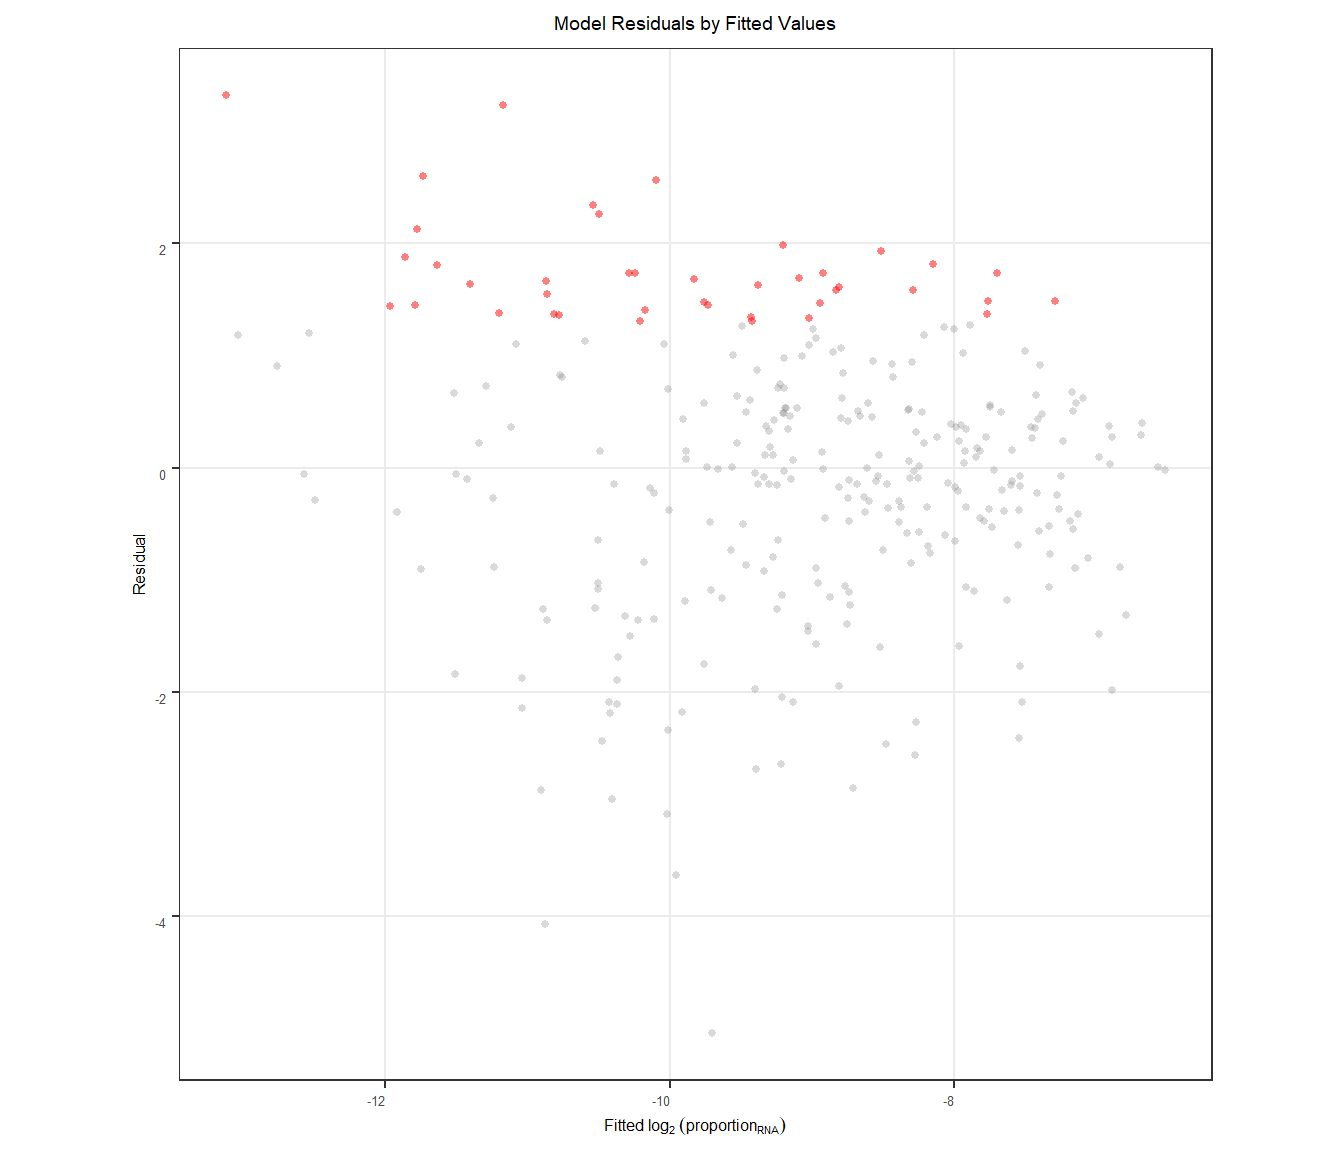 Model Residuals by Fitted Values
2
0
-2
-4
Residual
-12
-10
-8
Fitted log2 (proportionRNA)